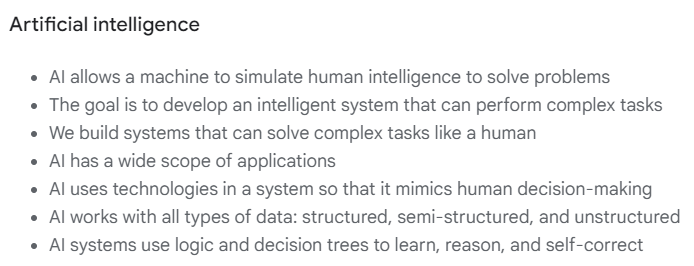 Artificial intelligence
• AI allows a machine to simulate human intelligence to solve problems
• The goal is to develop an intelligent system that can perform complex tasks
• We build systems that can solve complex tasks like a human
• AI has a wide scope of applications
• AI uses technologies in a system so that it mimics human decision-making
• AI works with all types of data: structured, semi-structured, and unstructured
• AI systems use logic and decision trees to learn, reason, and self-correct